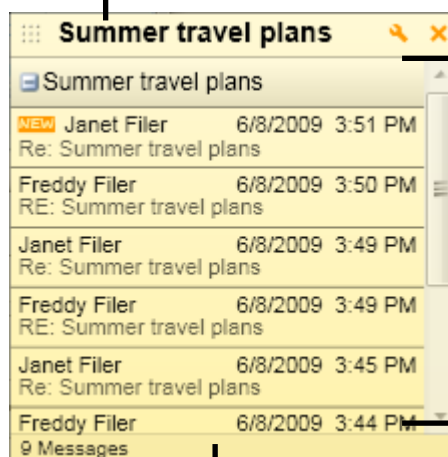 Summer travel plans
Summer travel plans
NEW Janet Filer 6/8/2009 3:51 PM
Re: Summer travel plans
Freddy Filer 6/8/2009 3:50 PM
RE: Summer travel plans
Janet Filer 6/8/2009 3:49 PM
Re: Summer travel plans
Freddy Filer 6/8/2009 3:49 PM
RE: Summer travel plans
Janet Filer 6/8/2009 3:45 PM
Re: Summer travel plans
Freddy Filer 6/8/2009 3:44 PM
9 Messages